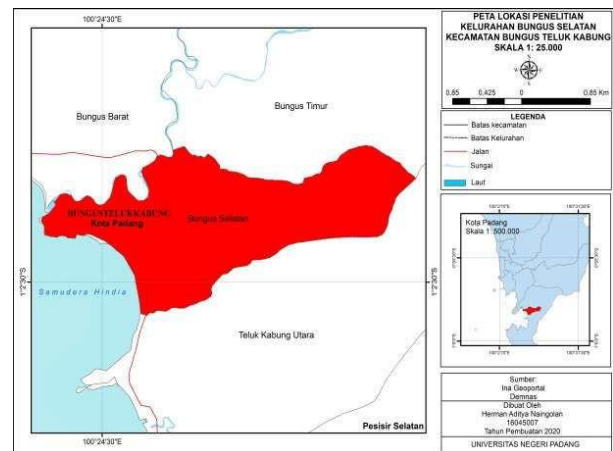 100°24'30"E
Bungus Barat
Bungus Timur
BUNGUSTELUKKABUNG
Kota Padang
Bungus Selatan
1°2'30"S
1°2'30"S
Samudera Hindia
Teluk Kabung Utara
Pesisir Selatan
100°24'30"E
PETA LOKASI PENELITIAN
KELURAHAN BUNGUS SELATAN
KECAMATAN BUNGUS TELUK KABUNG
SKALA 1: 25.000
0,85 0,425 0 0,85 Km
LEGENDA
Batas kecamatan
Batas Kelurahan
Jalan
Sungai
Laut
Kota Padang
Skala 1: 500.000
Sumber:
Ina Geoportal
Demnas
Dibuat Oleh
Herman Aditya Naingolan
16045007
Tahun Pembuatan 2020
UNIVERSITAS NEGERI PADANG